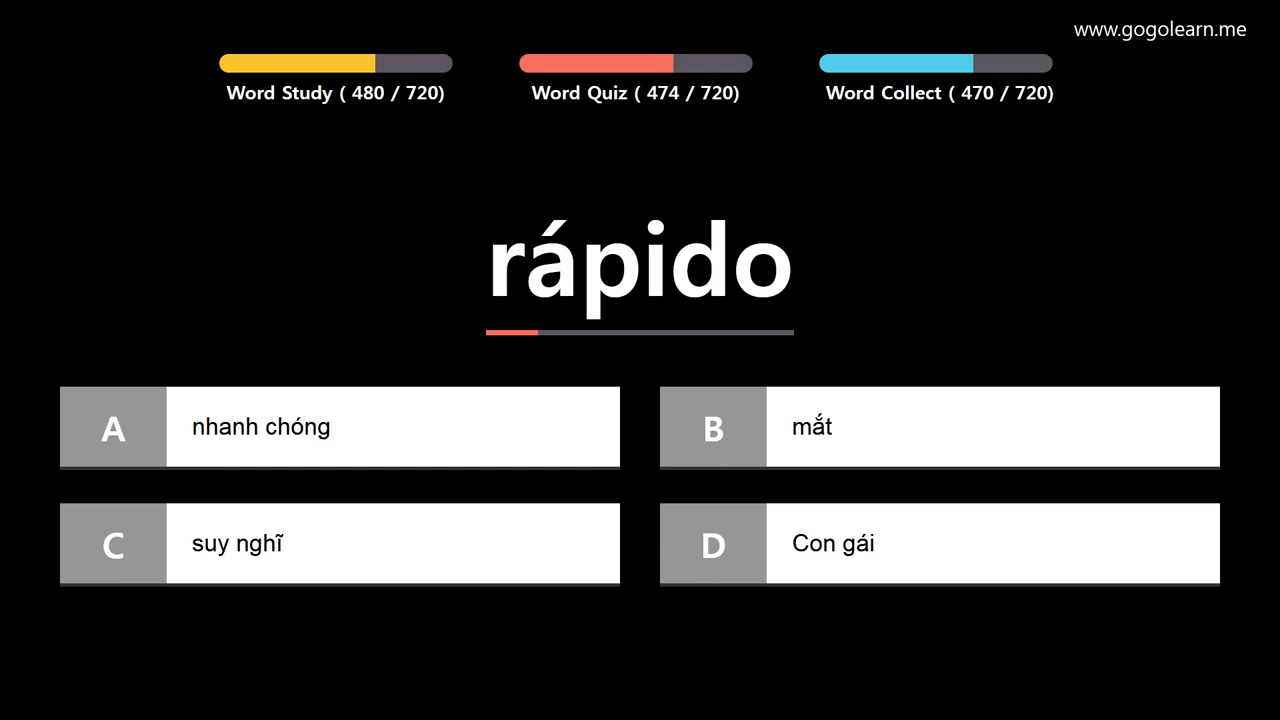 www.gogolearn.me
Word Study ( 480 / 720)
Word Quiz ( 474 / 720)
Word Collect ( 470 / 720)
rápido
A
nhanh chóng
B
mắt
C
suy nghĩ
D
Con gái